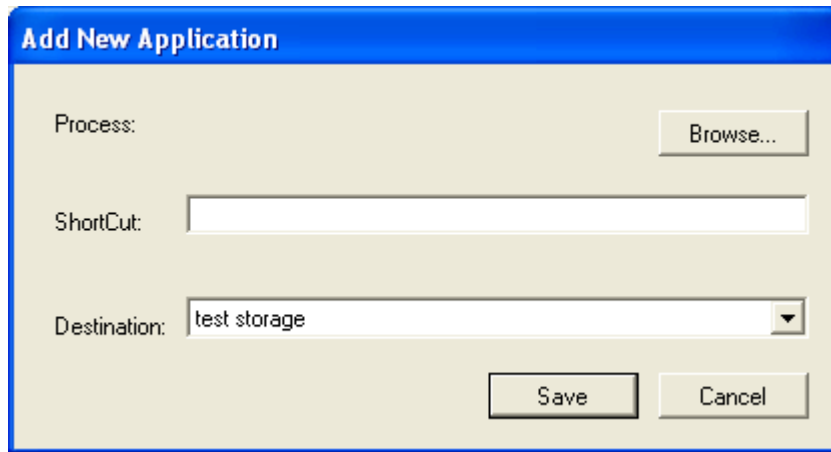 Add New Application
Process:
Browse...
ShortCut:
Destination:
test storage
Save
Cancel